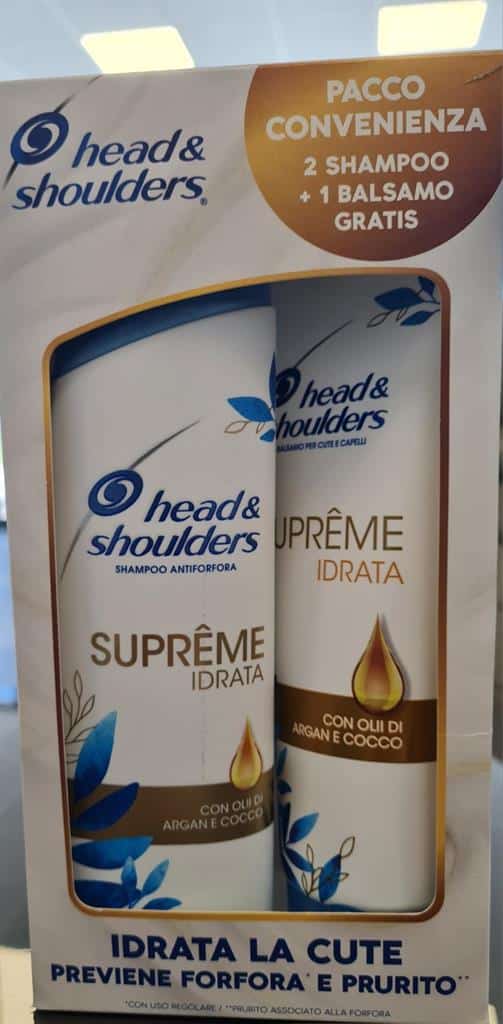 head &
shoulders®
PACCO
CONVENIENZA
2 SHAMPOO
+ 1 BALSAMO
GRATIS
head &
shoulders
SHAMPOO ANTIFORFORA
SUPRÊME
IDRATA
CON OLII DI
ARGAN E COCCO
head &
houlders
BALSAMO PER CUTE E CAPELLI
UPRÊME
IDRATA
CON OLII DI
ARGAN E COCCO
IDRATA LA CUTE
PREVIENE FORFORA* E PRURITO**
*CON USO REGOLARE / **PRURITO ASSOCIATO ALLA FORFORA